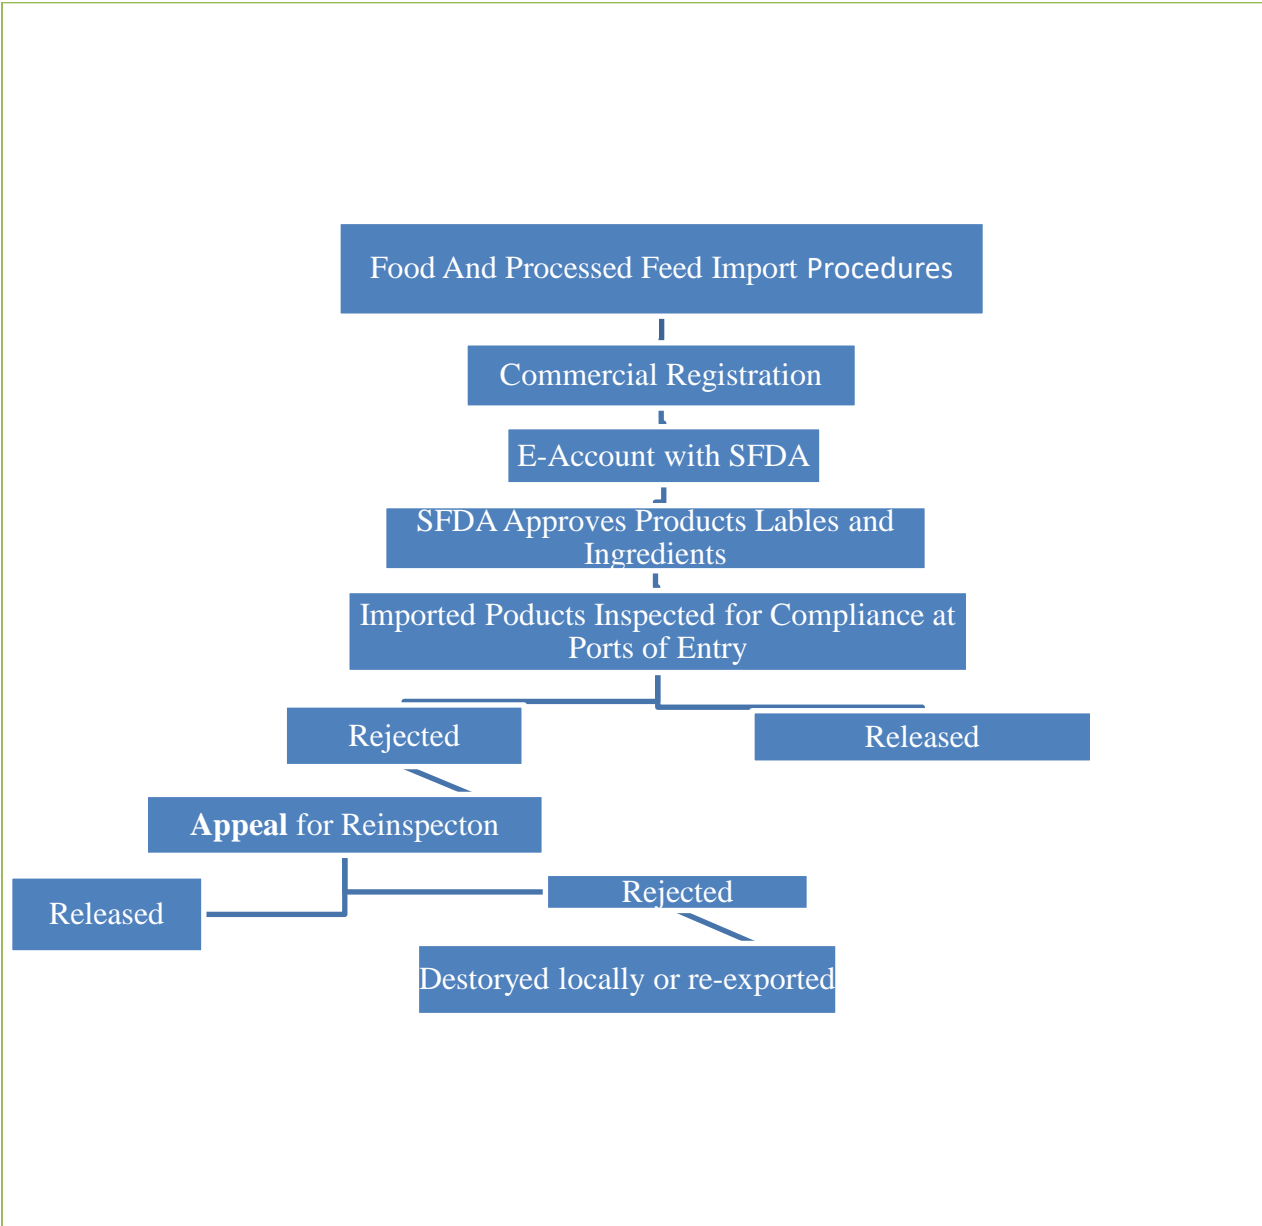 Food And Processed Feed Import Procedures
Commercial Registration
E-Account with SFDA
SFDA Approves Products Lables and
Ingredients
Imported Poducts Inspected for Compliance at
Ports of Entry
Rejected
Released
Appeal for Reinspecton
Released
Rejected
Destoryed locally or re-exported